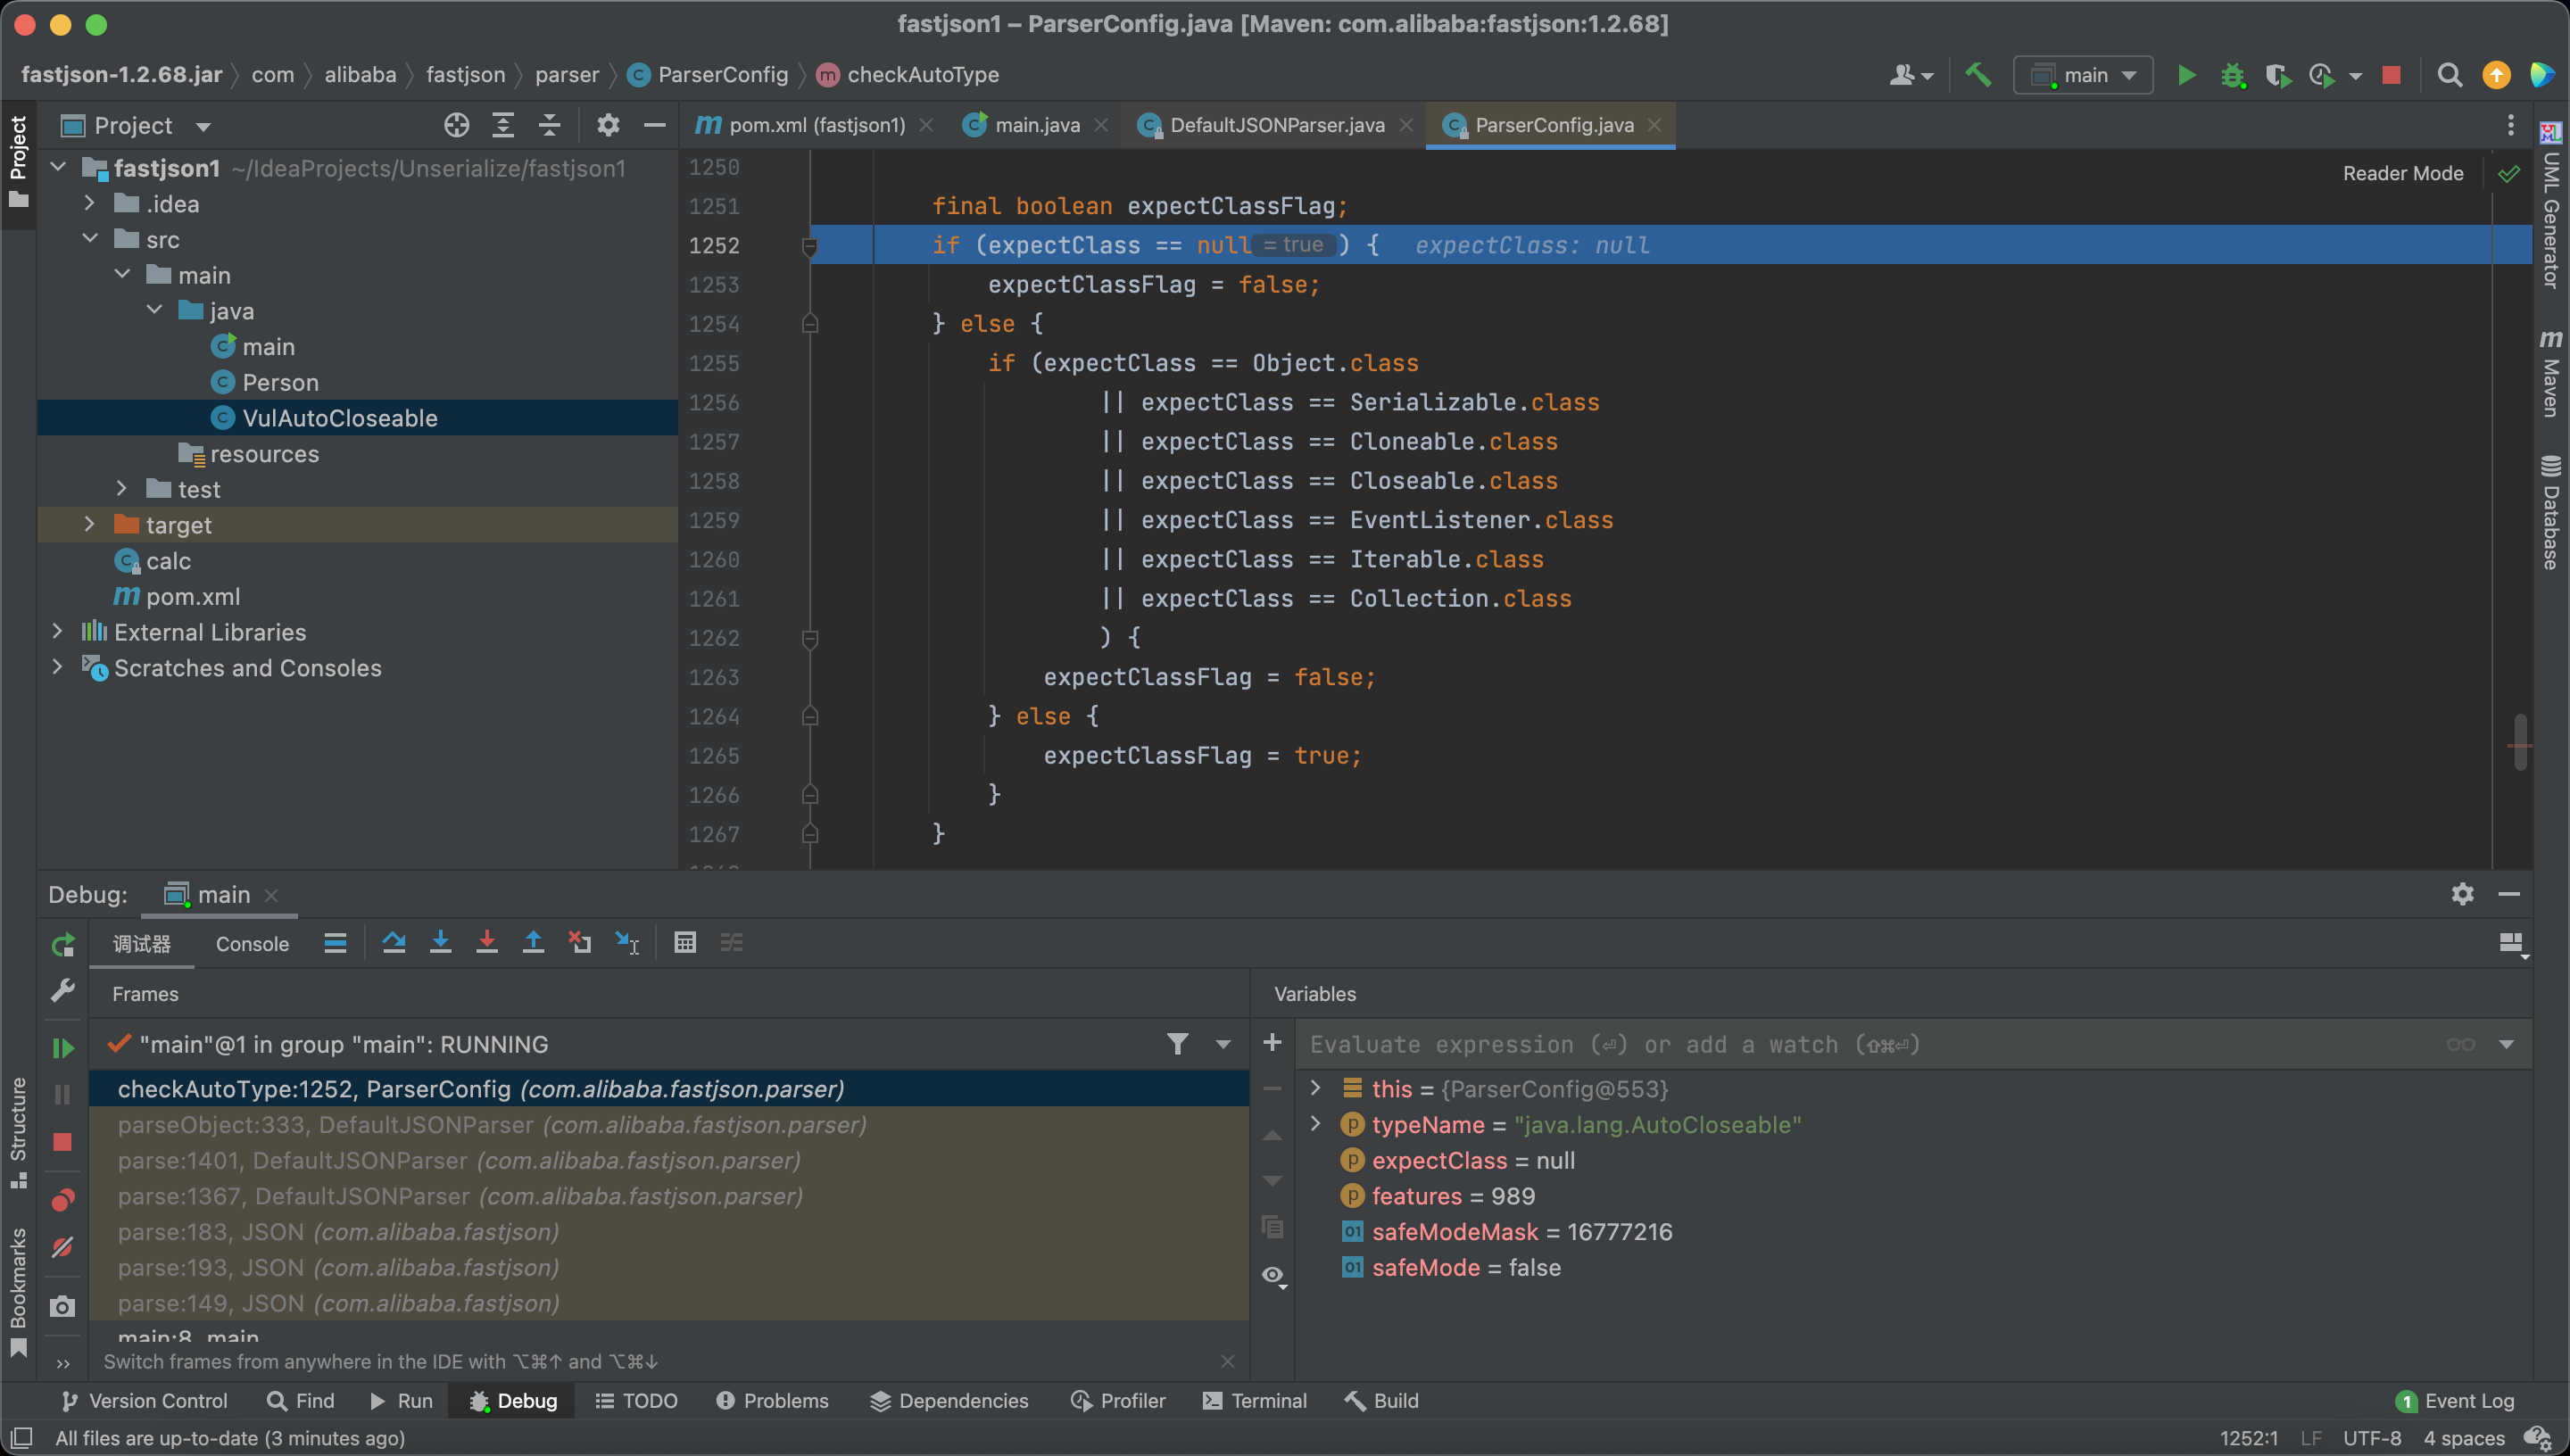 fastjson1 – ParserConfig.java [Maven: com.alibaba:fastjson:1.2.68]
fastjson-1.2.68.jar com alibaba fastjson parser ParserConfig checkAutoType
main
Project
pom.xml (fastjson1) main.java DefaultJSONParser.java ParserConfig.java
Project
fastjson1 ~/IdeaProjects/Unserialize/fastjson1
.idea
src
main
java
main
Person
VulAutoCloseable
resources
test
target
calc
pom.xml
External Libraries
Scratches and Consoles
Reader Mode
1250
1251 final boolean expectClassFlag;
1252 if (expectClass == null = true ) { expectClass: null
1253 expectClassFlag = false;
1254 } else {
1255 if (expectClass == Object.class
1256 || expectClass == Serializable.class
1257 || expectClass == Cloneable.class
1258 || expectClass == Closeable.class
1259 || expectClass == EventListener.class
1260 || expectClass == Iterable.class
1261 || expectClass == Collection.class
1262 ) {
1263 expectClassFlag = false;
1264 } else {
1265 expectClassFlag = true;
1266 }
1267 }
UML Generator
Maven
Database
Debug: main
调试器 Console
Frames
"main"@1 in group "main": RUNNING
checkAutoType:1252, ParserConfig (com.alibaba.fastjson.parser)
parseObject:333, DefaultJSONParser (com.alibaba.fastjson.parser)
parse:1401, DefaultJSONParser (com.alibaba.fastjson.parser)
parse:1367, DefaultJSONParser (com.alibaba.fastjson.parser)
parse:183, JSON (com.alibaba.fastjson)
parse:193, JSON (com.alibaba.fastjson)
parse:149, JSON (com.alibaba.fastjson)
main:8, main
Switch frames from anywhere in the IDE with ⌥⌘↑ and ⌥⌘↓
Variables
Evaluate expression (⏎) or add a watch (⇧⌘⏎)
this = {ParserConfig@553}
typeName = "java.lang.AutoCloseable"
expectClass = null
features = 989
safeModeMask = 16777216
safeMode = false
Structure
Bookmarks
Version Control Find Run Debug TODO Problems Dependencies Profiler Terminal Build 1 Event Log
All files are up-to-date (3 minutes ago) 1252:1 LF UTF-8 4 spaces